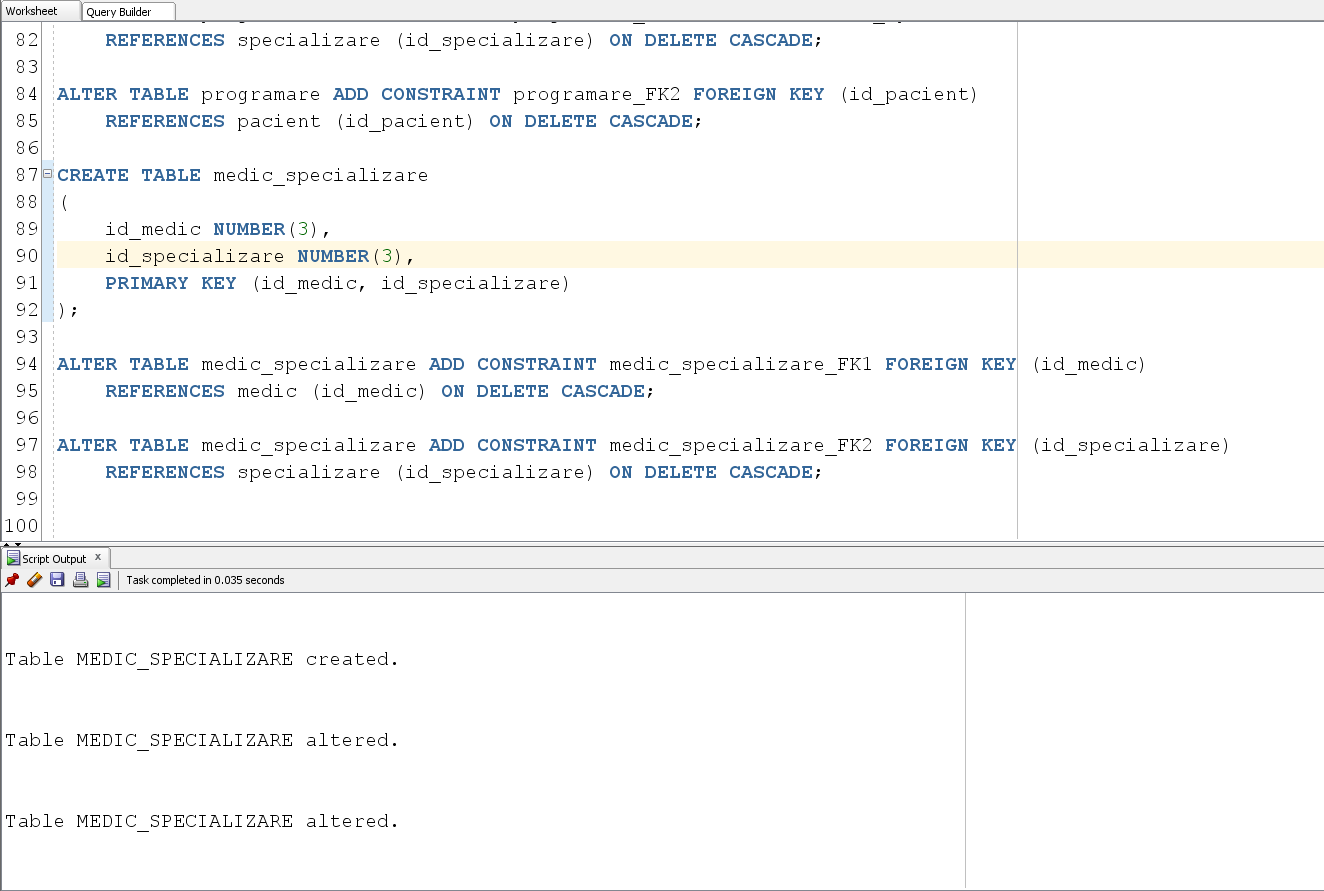 Worksheet Query Builder
82 REFERENCES specializare (id_specializare) ON DELETE CASCADE;
83
84 ALTER TABLE programare ADD CONSTRAINT programare_FK2 FOREIGN KEY (id_pacient)
85 REFERENCES pacient (id_pacient) ON DELETE CASCADE;
86
87 CREATE TABLE medic_specializare
88 (
89 id_medic NUMBER(3),
90 id_specializare NUMBER(3),
91 PRIMARY KEY (id_medic, id_specializare)
92 );
93
94 ALTER TABLE medic_specializare ADD CONSTRAINT medic_specializare_FK1 FOREIGN KEY (id_medic)
95 REFERENCES medic (id_medic) ON DELETE CASCADE;
96
97 ALTER TABLE medic_specializare ADD CONSTRAINT medic_specializare_FK2 FOREIGN KEY (id_specializare)
98 REFERENCES specializare (id_specializare) ON DELETE CASCADE;
99
100
Script Output x
Task completed in 0.035 seconds
Table MEDIC_SPECIALIZARE created.
Table MEDIC_SPECIALIZARE altered.
Table MEDIC_SPECIALIZARE altered.